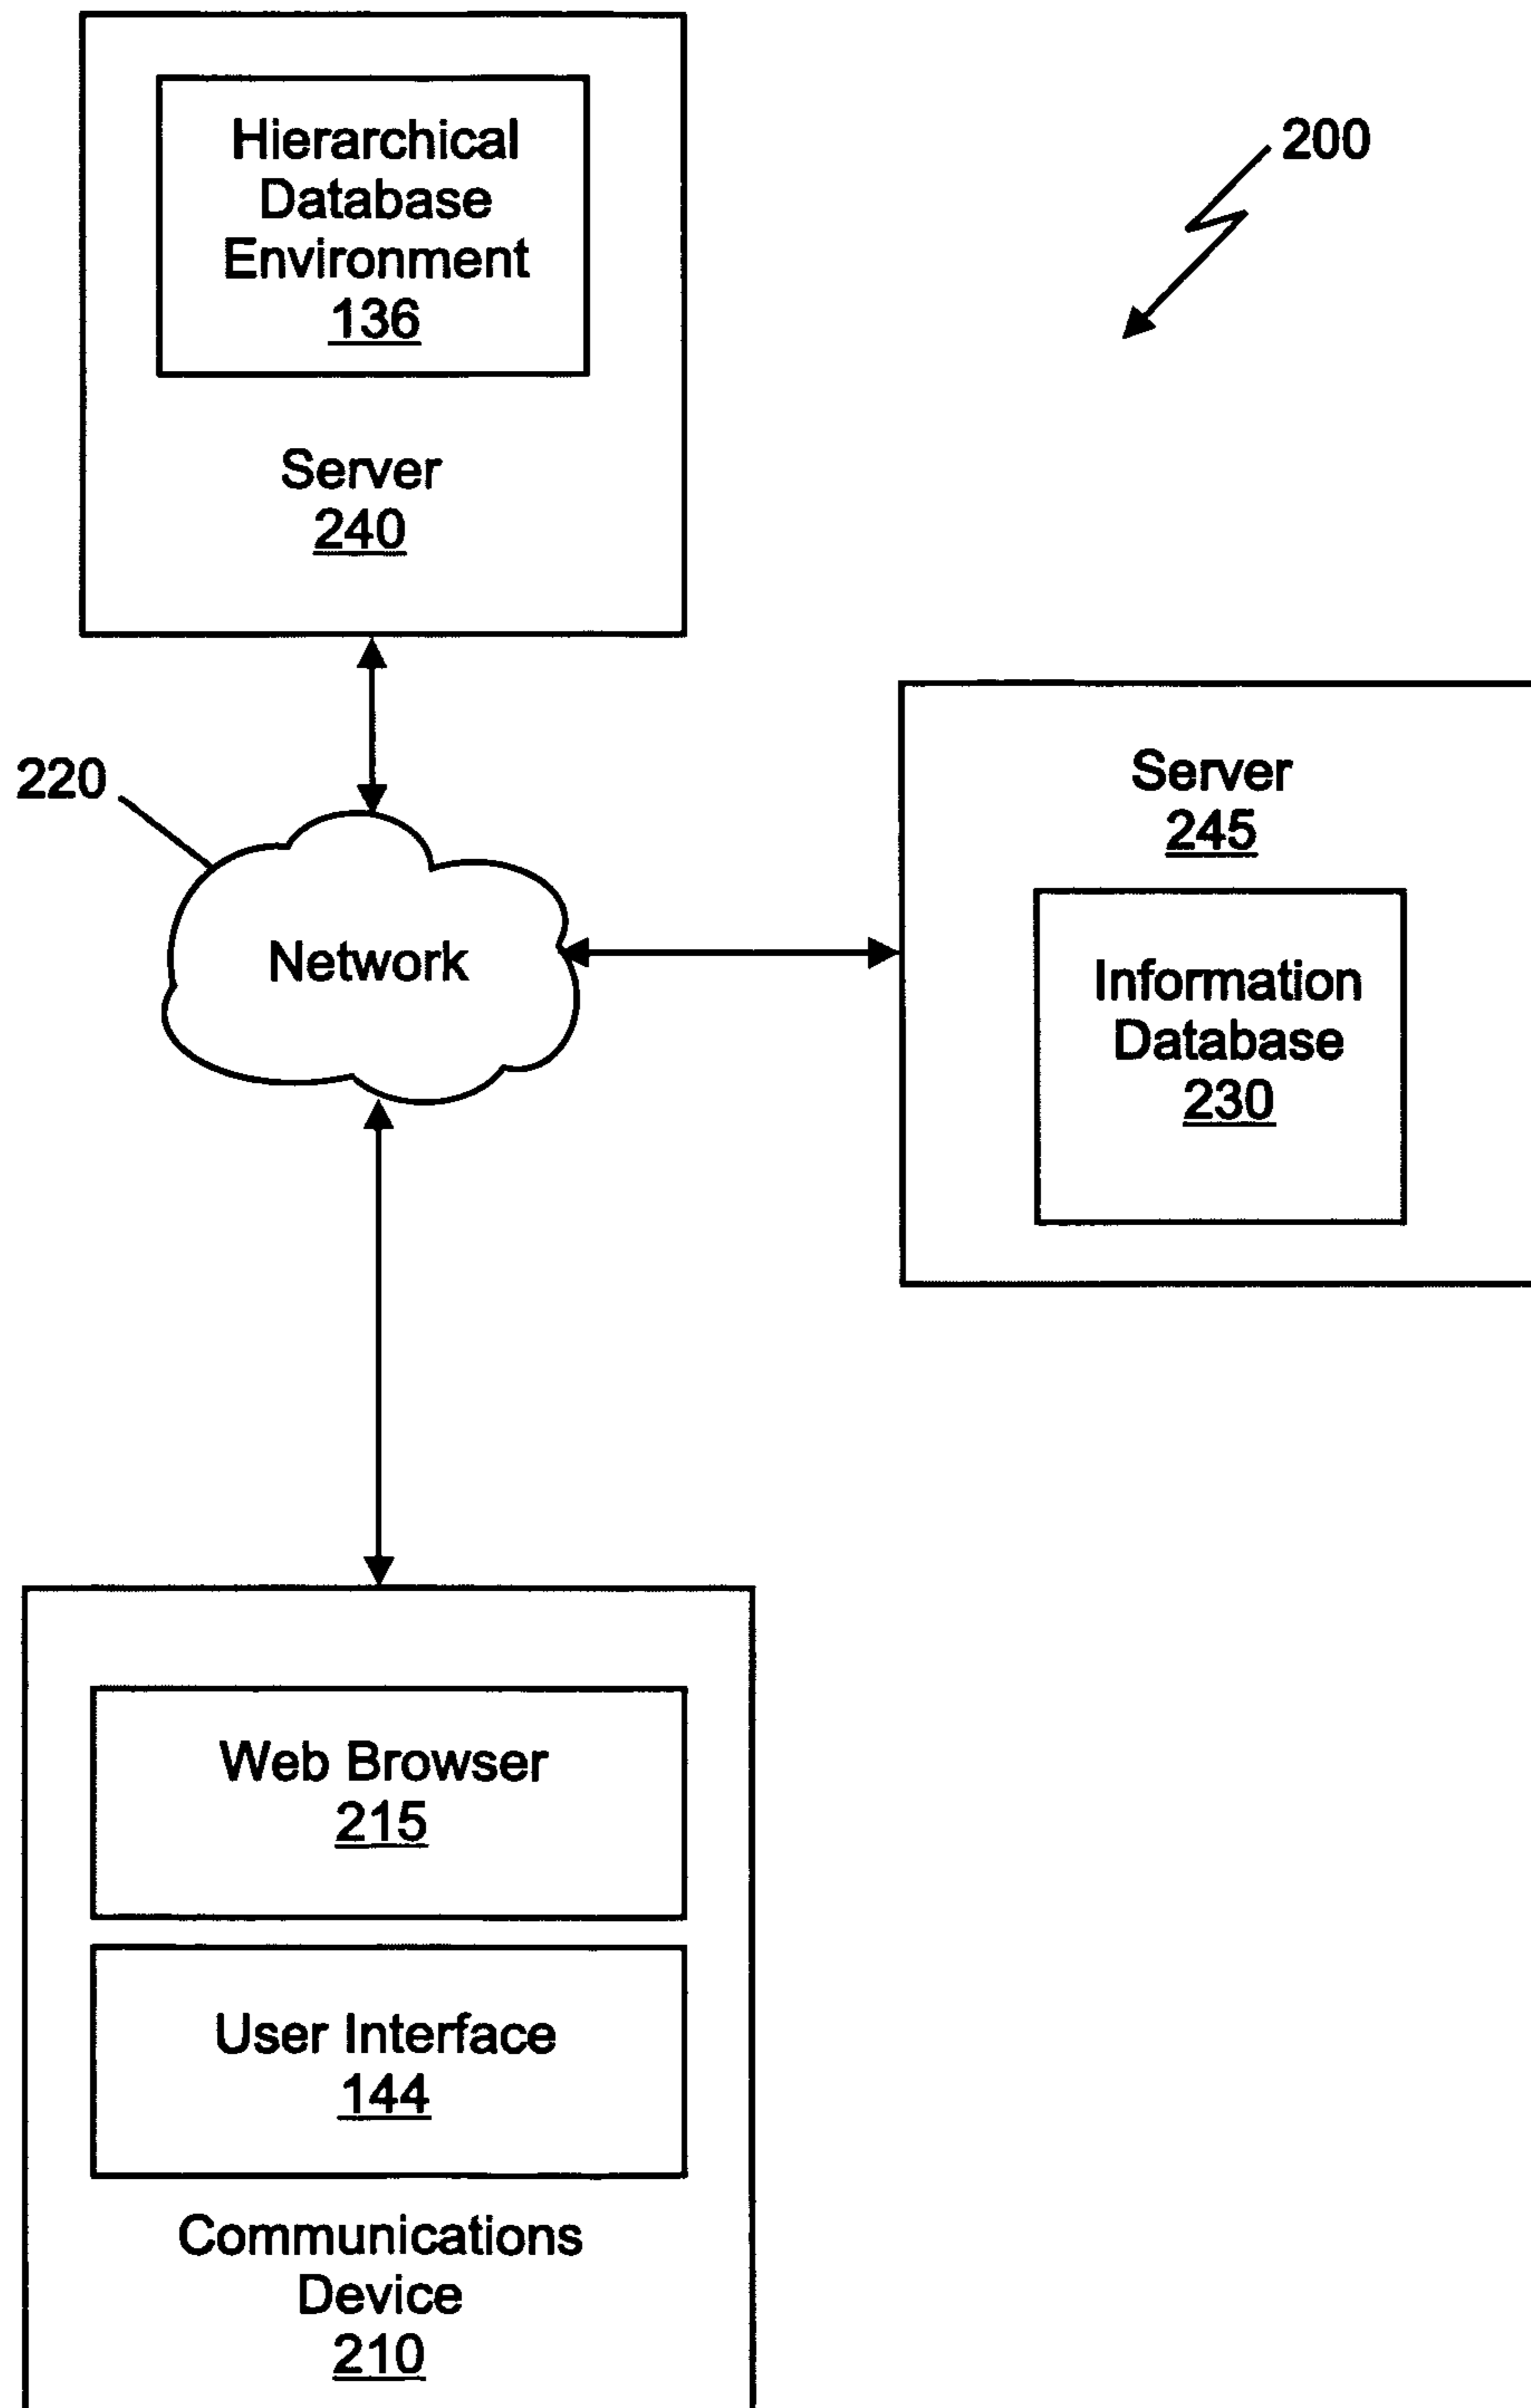 Hierarchical
Database
Environment
136
Server
240
200
220
Network
Server
245
Information
Database
230
Web Browser
215
User Interface
144
Communications
Device
210